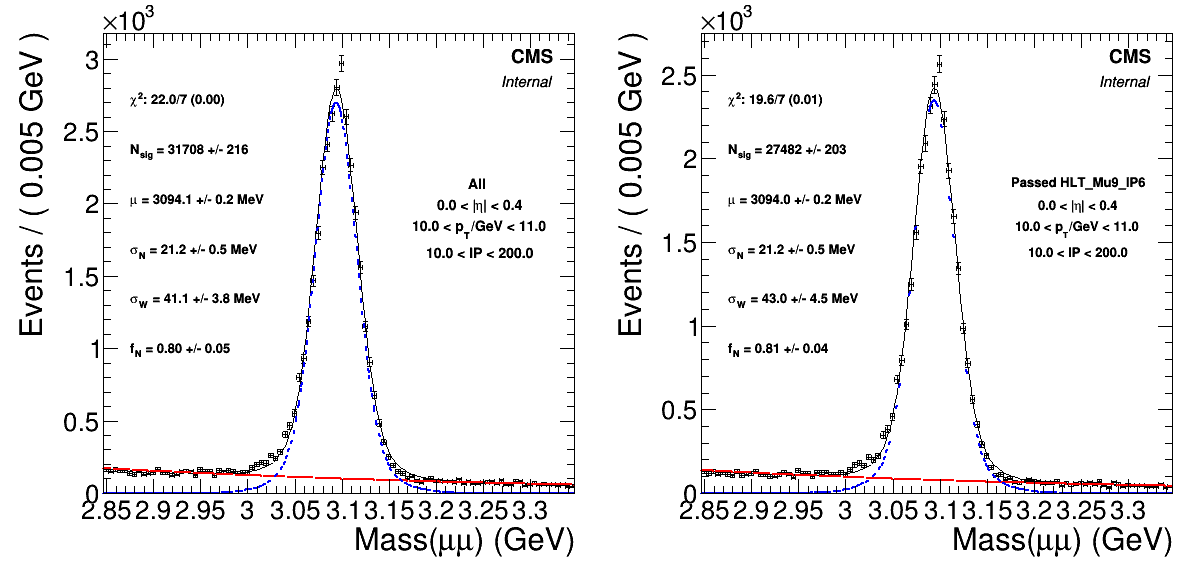 ×10³
CMS
Internal
χ²: 22.0/7 (0.00)
N_sig = 31708 +/- 216
μ = 3094.1 +/- 0.2 MeV
σ_N = 21.2 +/- 0.5 MeV
σ_W = 41.1 +/- 3.8 MeV
f_N = 0.80 +/- 0.05
All
0.0 < |η| < 0.4
10.0 < p_T/GeV < 11.0
10.0 < IP < 200.0
Events / ( 0.005 GeV )
3
2.5
2
1.5
1
0.5
0
2.85 2.9 2.95 3 3.05 3.1 3.15 3.2 3.25 3.3
Mass(μμ) (GeV)
×10³
CMS
Internal
χ²: 19.6/7 (0.01)
N_sig = 27482 +/- 203
μ = 3094.0 +/- 0.2 MeV
σ_N = 21.2 +/- 0.5 MeV
σ_W = 43.0 +/- 4.5 MeV
f_N = 0.81 +/- 0.04
Passed HLT_Mu9_IP6
0.0 < |η| < 0.4
10.0 < p_T/GeV < 11.0
10.0 < IP < 200.0
Events / ( 0.005 GeV )
2.5
2
1.5
1
0.5
0
2.85 2.9 2.95 3 3.05 3.1 3.15 3.2 3.25 3.3
Mass(μμ) (GeV)